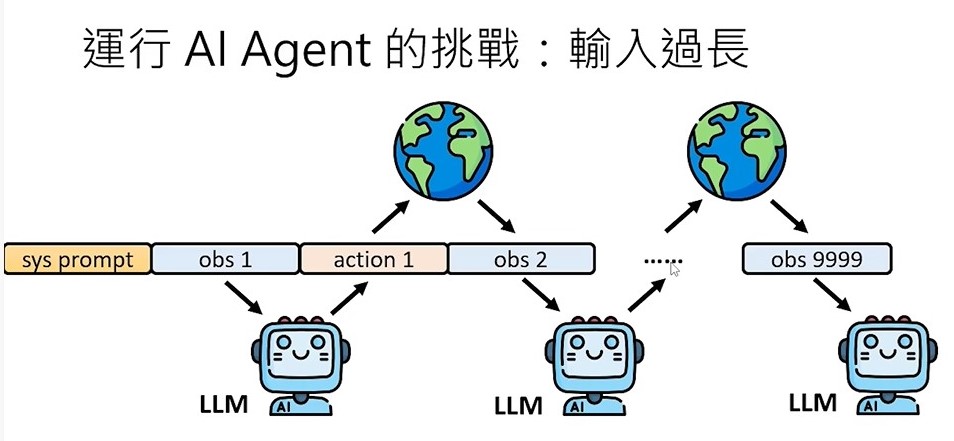 運行 AI Agent 的挑戰：輸入過長
sys prompt obs 1 action 1 obs 2 …… obs 9999
LLM LLM LLM
AI AI AI